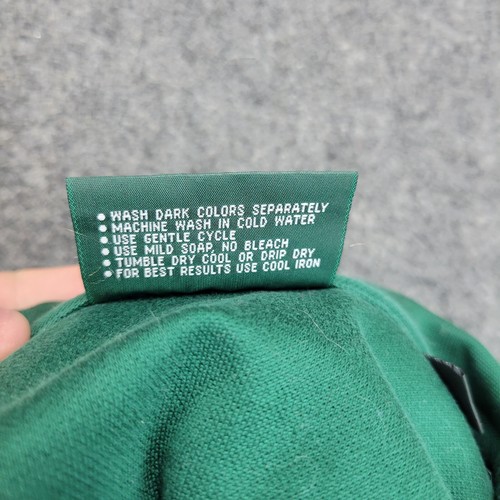 • WASH DARK COLORS SEPARATELY
• MACHINE WASH IN COLD WATER
• USE GENTLE CYCLE
• USE MILD SOAP, NO BLEACH
• TUMBLE DRY COOL OR DRIP DRY
• FOR BEST RESULTS USE COOL IRON